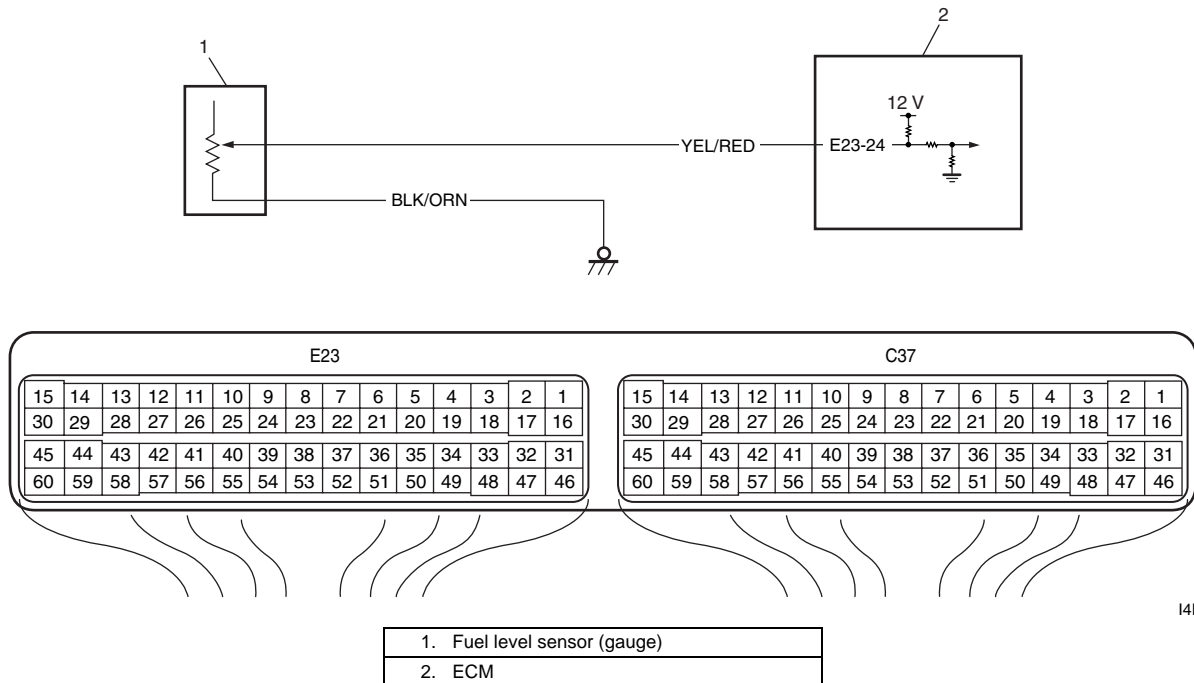 1
2
12 V
YEL/RED
E23-24
BLK/ORN
E23
C37
15 14 13 12 11 10 9 8 7 6 5 4 3 2 1
30 29 28 27 26 25 24 23 22 21 20 19 18 17 16
45 44 43 42 41 40 39 38 37 36 35 34 33 32 31
60 59 58 57 56 55 54 53 52 51 50 49 48 47 46
15 14 13 12 11 10 9 8 7 6 5 4 3 2 1
30 29 28 27 26 25 24 23 22 21 20 19 18 17 16
45 44 43 42 41 40 39 38 37 36 35 34 33 32 31
60 59 58 57 56 55 54 53 52 51 50 49 48 47 46
1. Fuel level sensor (gauge)
2. ECM